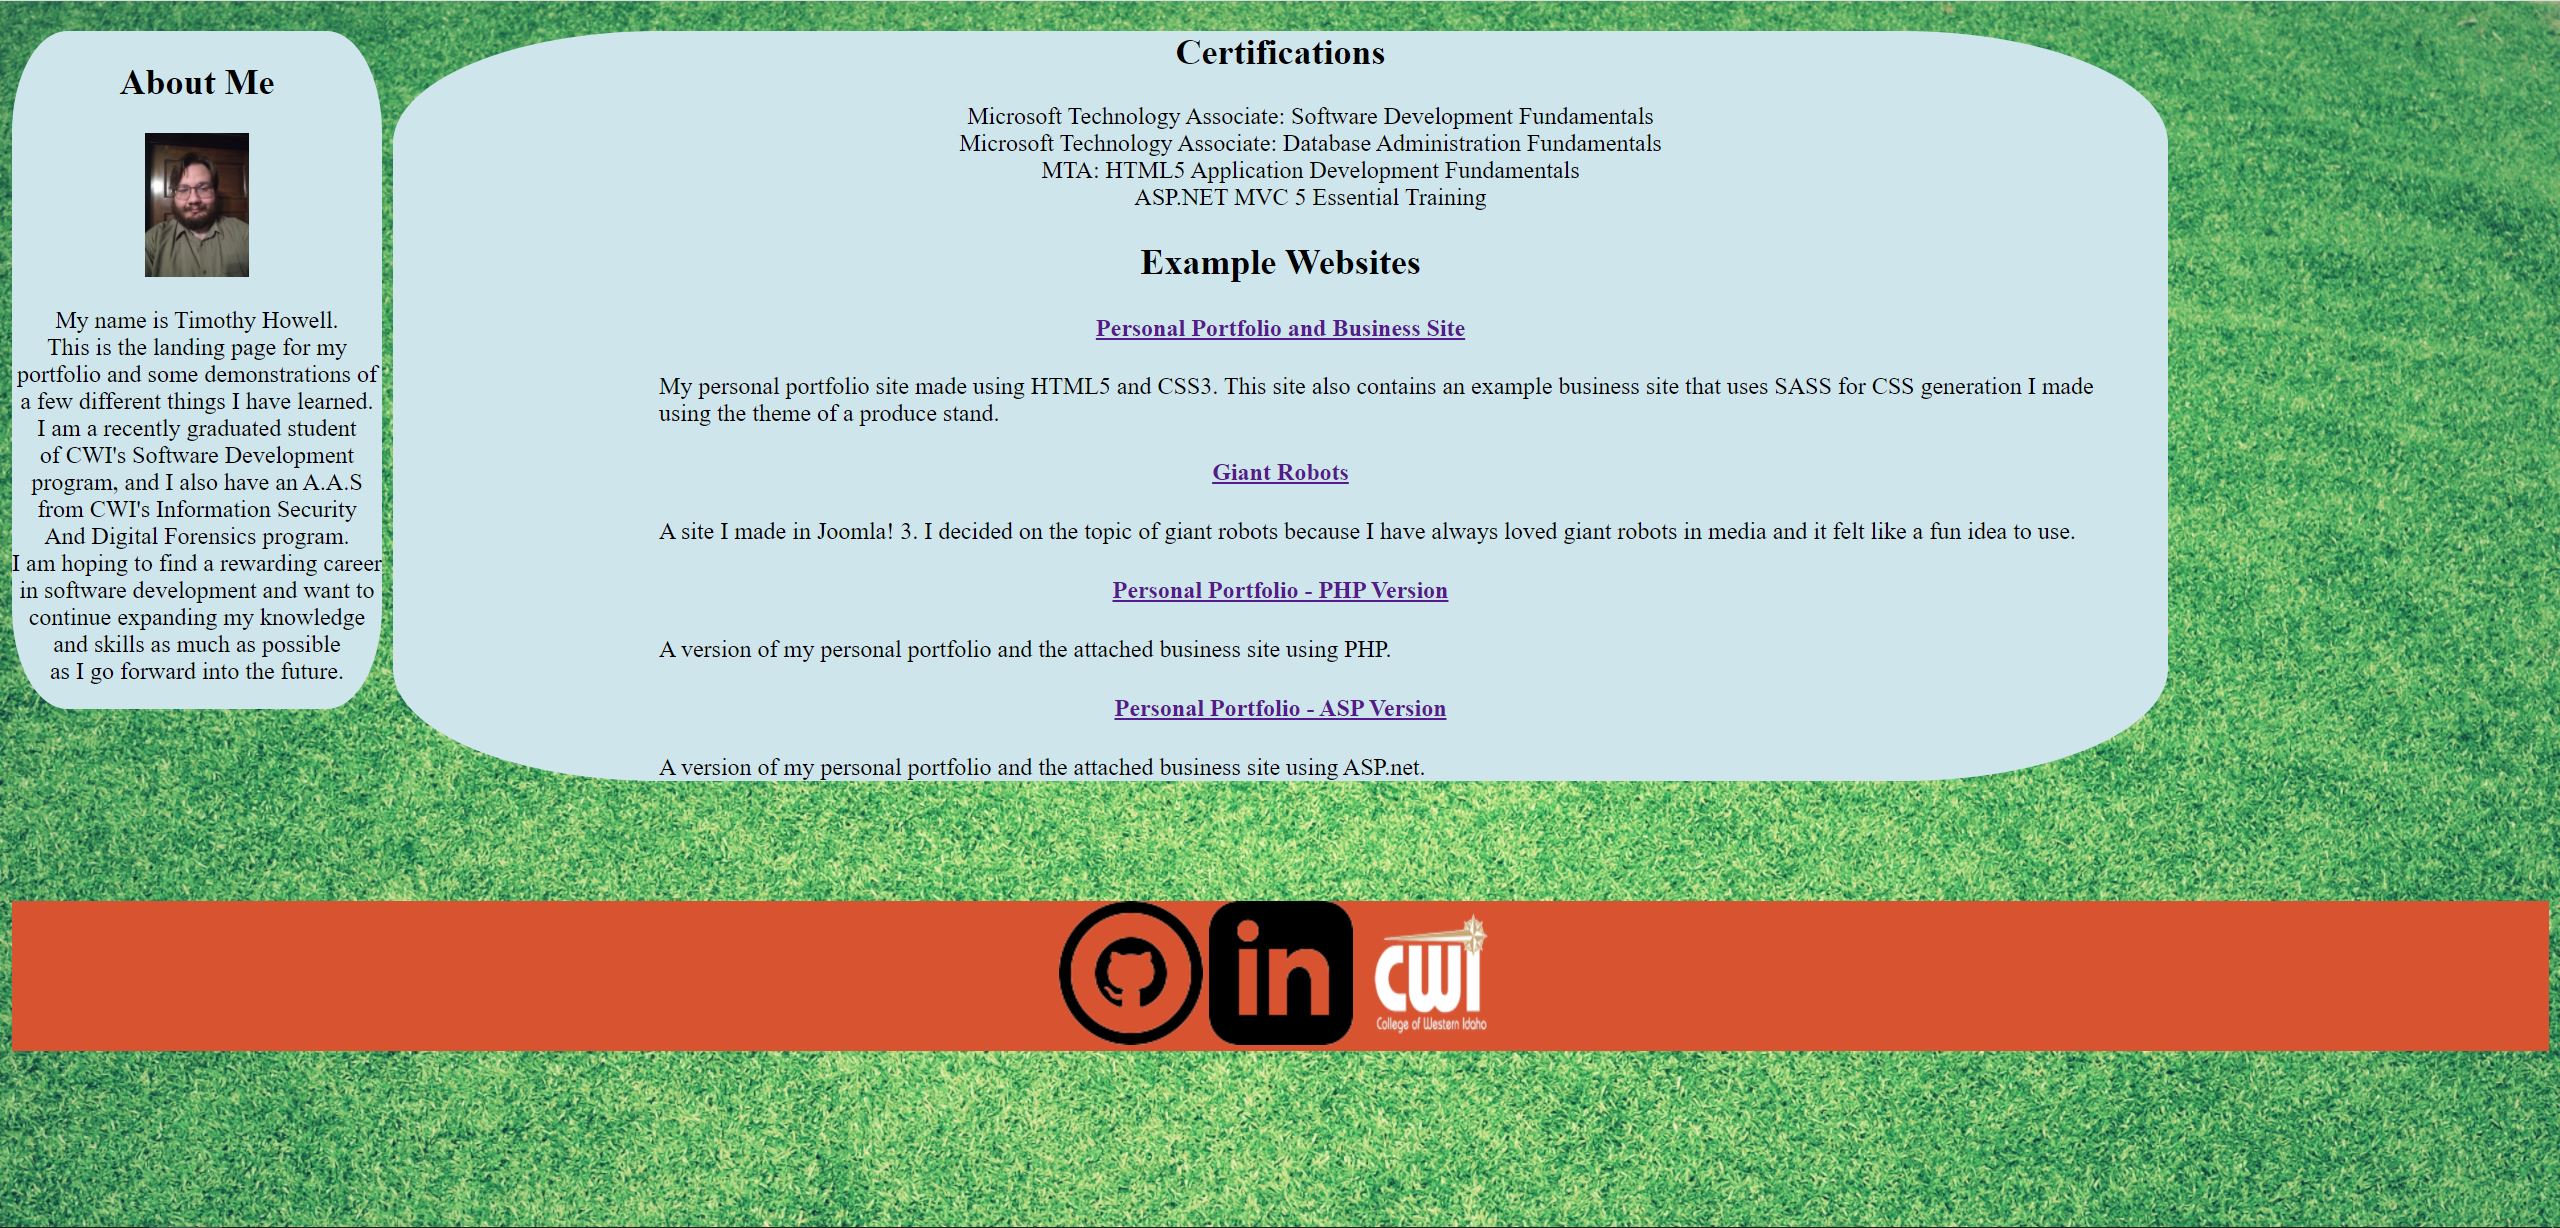 About Me
My name is Timothy Howell.
This is the landing page for my
portfolio and some demonstrations of
a few different things I have learned.
I am a recently graduated student
of CWI's Software Development
program, and I also have an A.A.S
from CWI's Information Security
And Digital Forensics program.
I am hoping to find a rewarding career
in software development and want to
continue expanding my knowledge
and skills as much as possible
as I go forward into the future.
Certifications
Microsoft Technology Associate: Software Development Fundamentals
Microsoft Technology Associate: Database Administration Fundamentals
MTA: HTML5 Application Development Fundamentals
ASP.NET MVC 5 Essential Training
Example Websites
Personal Portfolio and Business Site
My personal portfolio site made using HTML5 and CSS3. This site also contains an example business site that uses SASS for CSS generation I made
using the theme of a produce stand.
Giant Robots
A site I made in Joomla! 3. I decided on the topic of giant robots because I have always loved giant robots in media and it felt like a fun idea to use.
Personal Portfolio - PHP Version
A version of my personal portfolio and the attached business site using PHP.
Personal Portfolio - ASP Version
A version of my personal portfolio and the attached business site using ASP.net.
in
CWI
College of Western Idaho